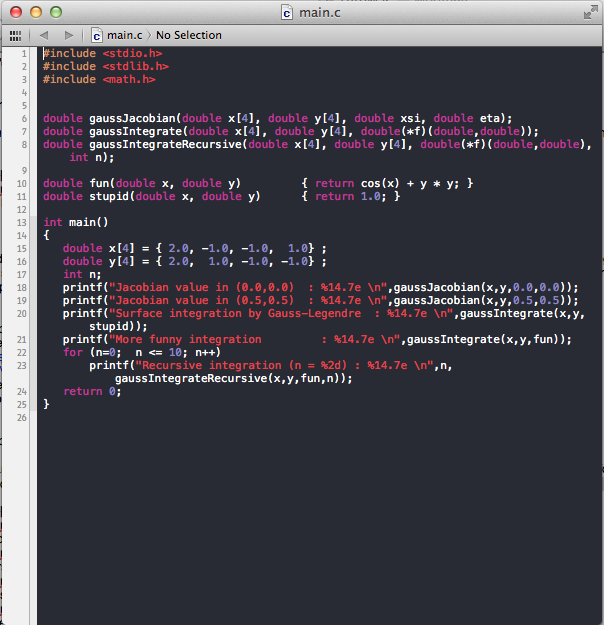 main.c
main.c 〉 No Selection
1 #include <stdio.h>
2 #include <stdlib.h>
3 #include <math.h>
4
5
6 double gaussJacobian(double x[4], double y[4], double xsi, double eta);
7 double gaussIntegrate(double x[4], double y[4], double(*f)(double,double));
8 double gaussIntegrateRecursive(double x[4], double y[4], double(*f)(double,double),
int n);
9
10 double fun(double x, double y) { return cos(x) + y * y; }
11 double stupid(double x, double y) { return 1.0; }
12
13 int main()
14 {
15 double x[4] = { 2.0, -1.0, -1.0, 1.0} ;
16 double y[4] = { 2.0, 1.0, -1.0, -1.0} ;
17 int n;
18 printf("Jacobian value in (0.0,0.0) : %14.7e \n",gaussJacobian(x,y,0.0,0.0));
19 printf("Jacobian value in (0.5,0.5) : %14.7e \n",gaussJacobian(x,y,0.5,0.5));
20 printf("Surface integration by Gauss-Legendre : %14.7e \n",gaussIntegrate(x,y,
stupid));
21 printf("More funny integration : %14.7e \n",gaussIntegrate(x,y,fun));
22 for (n=0; n <= 10; n++)
23 printf("Recursive integration (n = %2d) : %14.7e \n",n,
gaussIntegrateRecursive(x,y,fun,n));
24 return 0;
25 }
26